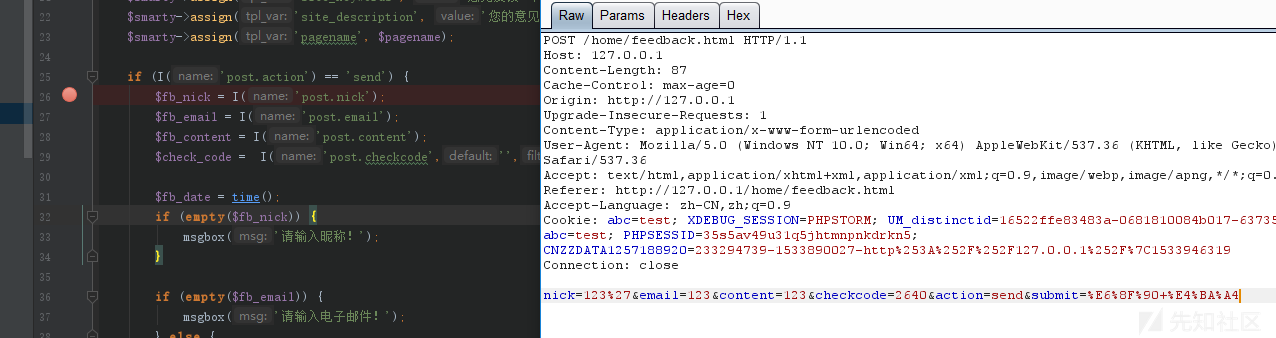 $smarty->assign( tpl_var: 'site_description', value: '您的意见
23 $smarty->assign( tpl_var: 'pagename', $pagename);
24
25 if (I( name: 'post.action') == 'send') {
26 $fb_nick = I( name: 'post.nick');
27 $fb_email = I( name: 'post.email');
28 $fb_content = I( name: 'post.content');
29 $check_code = I( name: 'post.checkcode', default: '', filt
30
31 $fb_date = time();
32 if (empty($fb_nick)) {
33 msgbox( msg: '请输入昵称!');
34 }
35
36 if (empty($fb_email)) {
37 msgbox( msg: '请输入电子邮件!');
38 } else {
Raw Params Headers Hex
POST /home/feedback.html HTTP/1.1
Host: 127.0.0.1
Content-Length: 87
Cache-Control: max-age=0
Origin: http://127.0.0.1
Upgrade-Insecure-Requests: 1
Content-Type: application/x-www-form-urlencoded
User-Agent: Mozilla/5.0 (Windows NT 10.0; Win64; x64) AppleWebKit/537.36 (KHTML, like Gecko)
Safari/537.36
Accept: text/html,application/xhtml+xml,application/xml;q=0.9,image/webp,image/apng,*/*;q=0.
Referer: http://127.0.0.1/home/feedback.html
Accept-Language: zh-CN,zh;q=0.9
Cookie: abc=test; XDEBUG_SESSION=PHPSTORM; UM_distinctid=16522ffe83483a-0681810084b017-63735
abc=test; PHPSESSID=35s5av49u31q5jhtmnpnkdrkn5;
CNZZDATA1257188920=233294739-1533890027-http%253A%252F%252F127.0.0.1%252F%7C1533946319
Connection: close
nick=123%27&email=123&content=123&checkcode=2640&action=send&submit=%E6%8F%90+%E4%BA%A4
先知社区